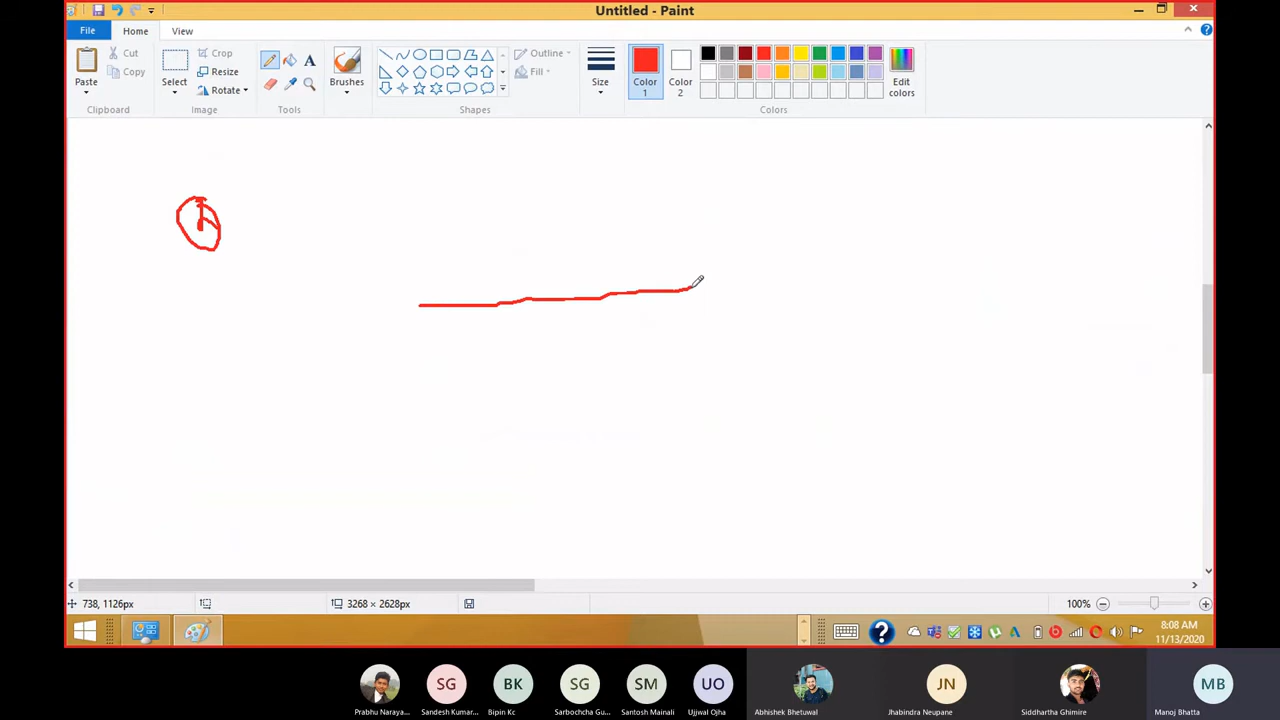 Untitled - Paint
File
Home
View
Paste
Cut
Copy
Clipboard
Select
Crop
Resize
Rotate
Image
A
Tools
Brushes
Outline
Fill
Shapes
Size
Color 1
Color 2
Edit colors
Colors
738, 1126px
3268 × 2628px
100%
8:08 AM
11/13/2020
SG
BK
SG
SM
UO
JN
MB
Prabhu Naraya...
Sandesh Kumar...
Bipin Kc
Sarbochcha Gu...
Santosh Mainali
Ujjwal Ojha
Abhishek Bhetuwal
Jhabindra Neupane
Siddhartha Ghimire
Manoj Bhatta